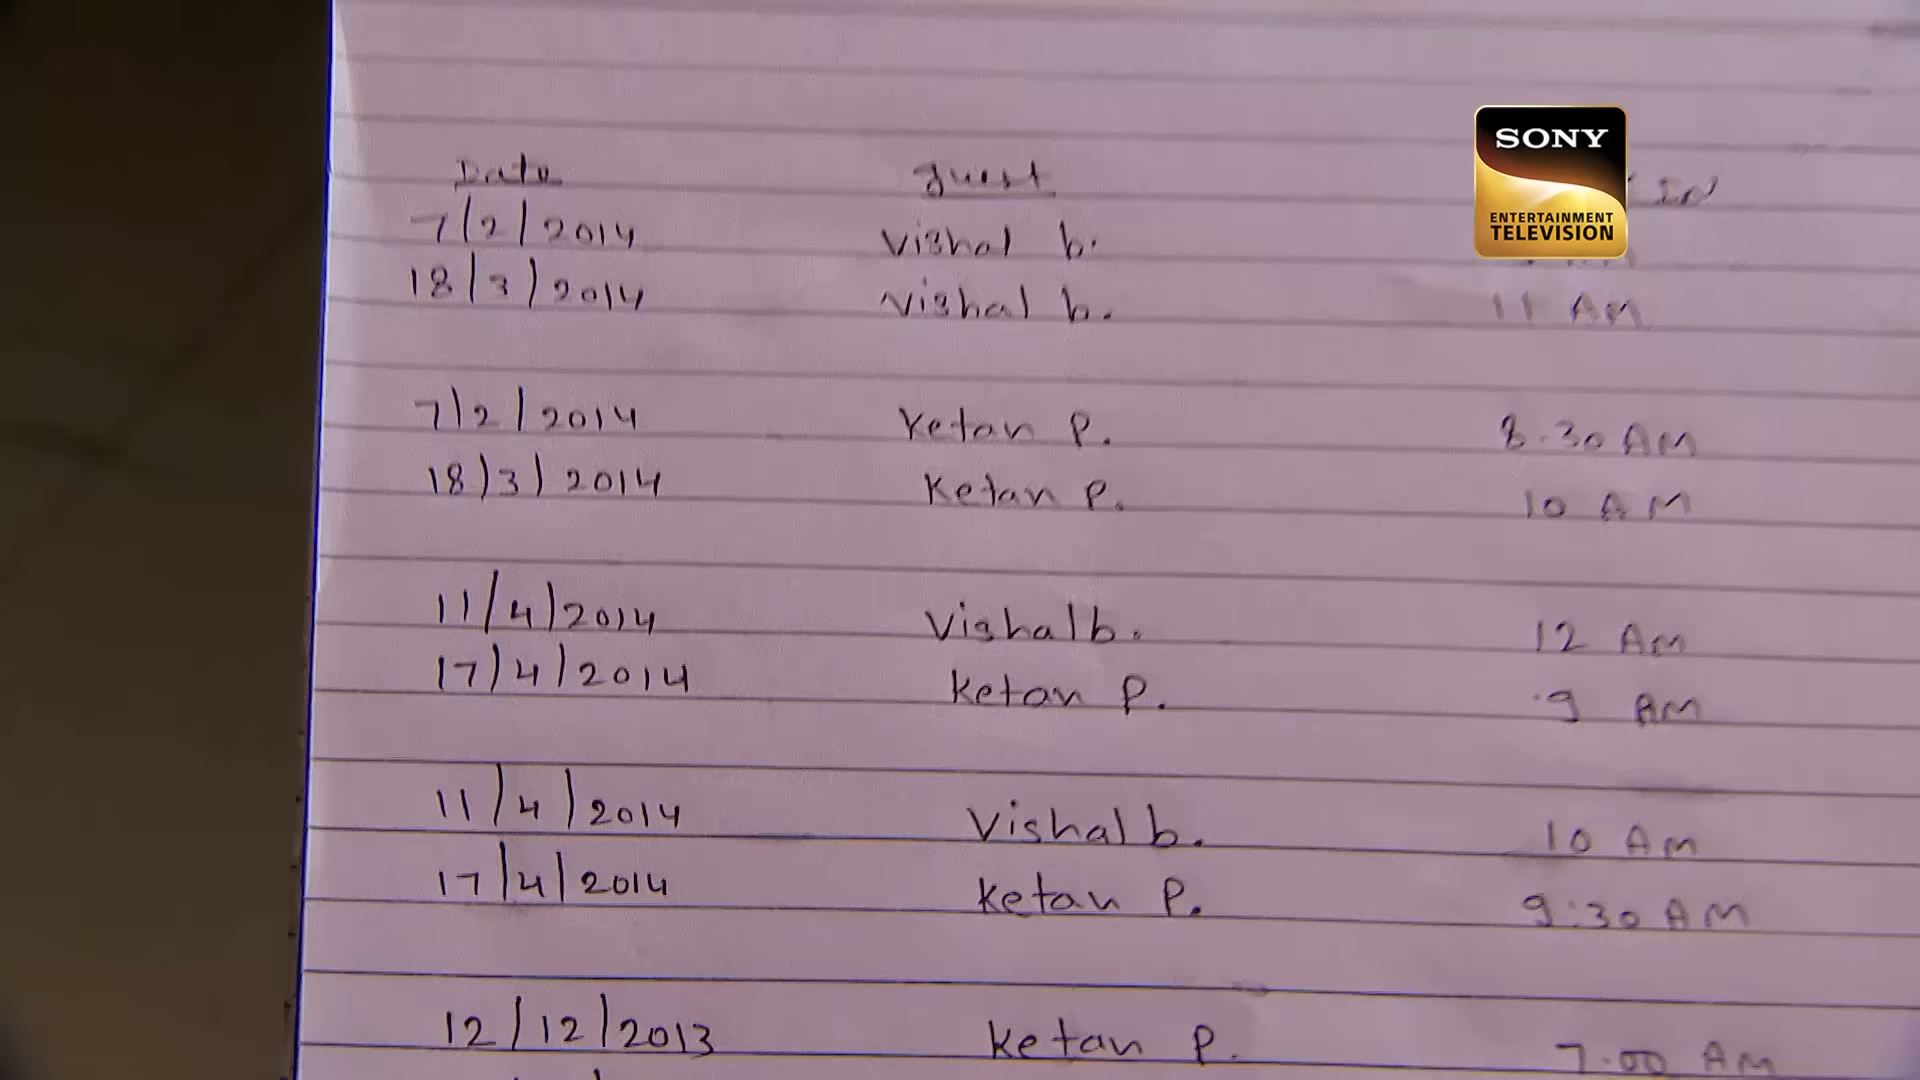 Date guest IN
7/2/2014 Vishal b.
18/3/2014 Vishal b. 11 AM
7/2/2014 Ketan P. 8.30 AM
18/3/2014 Ketan P. 10 AM
11/4/2014 Vishal b. 12 AM
17/4/2014 Ketan P. 9 AM
11/4/2014 Vishal b. 10 AM
17/4/2014 Ketan P. 9:30 AM
12/12/2013 Ketan P. 7.00 AM
SONY
ENTERTAINMENT
TELEVISION